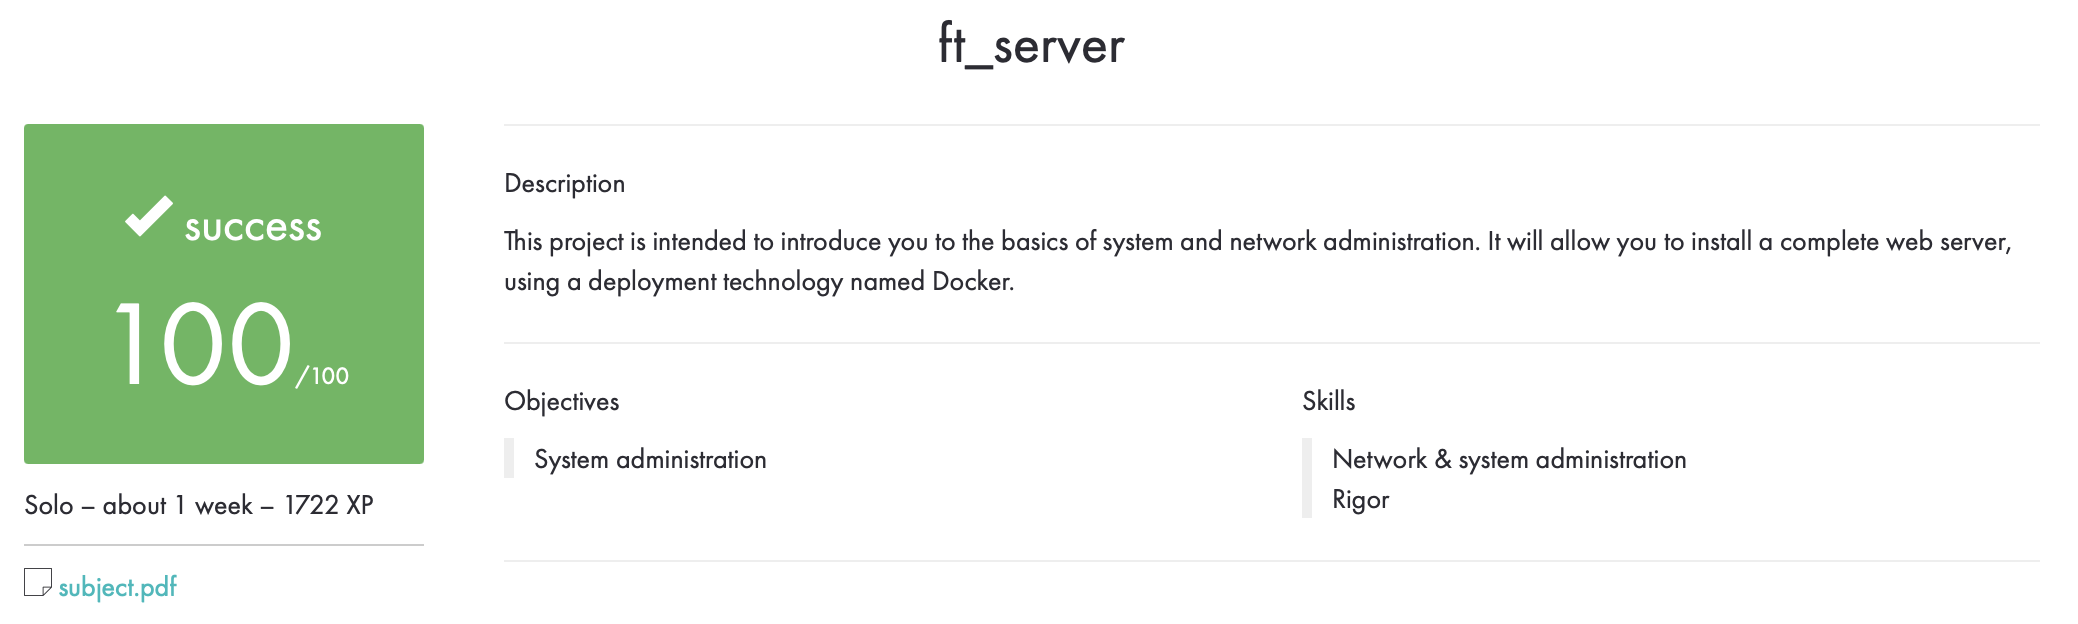 ft_server
success
100/100
Solo – about 1 week – 1722 XP
subject.pdf
Description
This project is intended to introduce you to the basics of system and network administration. It will allow you to install a complete web server,
using a deployment technology named Docker.
Objectives
System administration
Skills
Network & system administration
Rigor